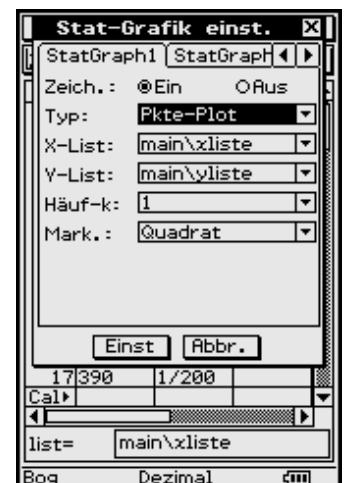 Stat-Grafik einst. X
StatGraph1 StatGraph
Zeich.: Ein Aus
Typ: Pkte-Plot
X-List: main\xliste
Y-List: main\yliste
Häuf-k: 1
Mark.: Quadrat
Einst Abbr.
17 390 1/200
Cal
list= main\xliste
Bog Dezimal